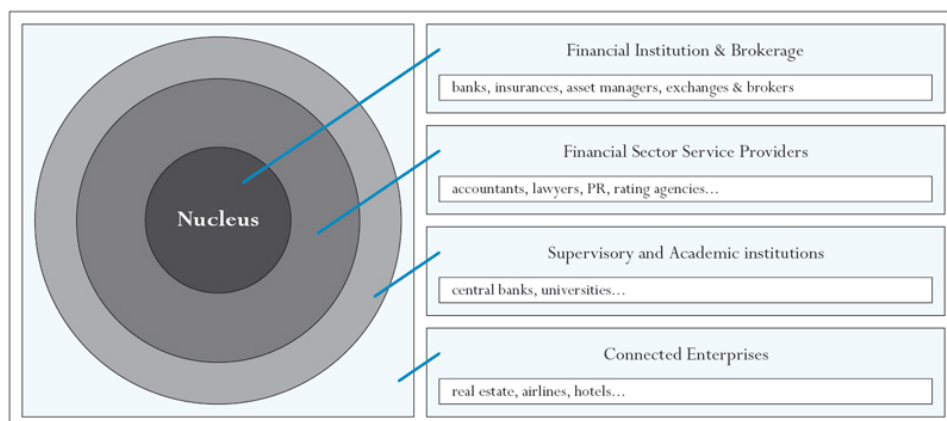 Nucleus
Financial Institution & Brokerage
banks, insurances, asset managers, exchanges & brokers
Financial Sector Service Providers
accountants, lawyers, PR, rating agencies...
Supervisory and Academic institutions
central banks, universities...
Connected Enterprises
real estate, airlines, hotels...